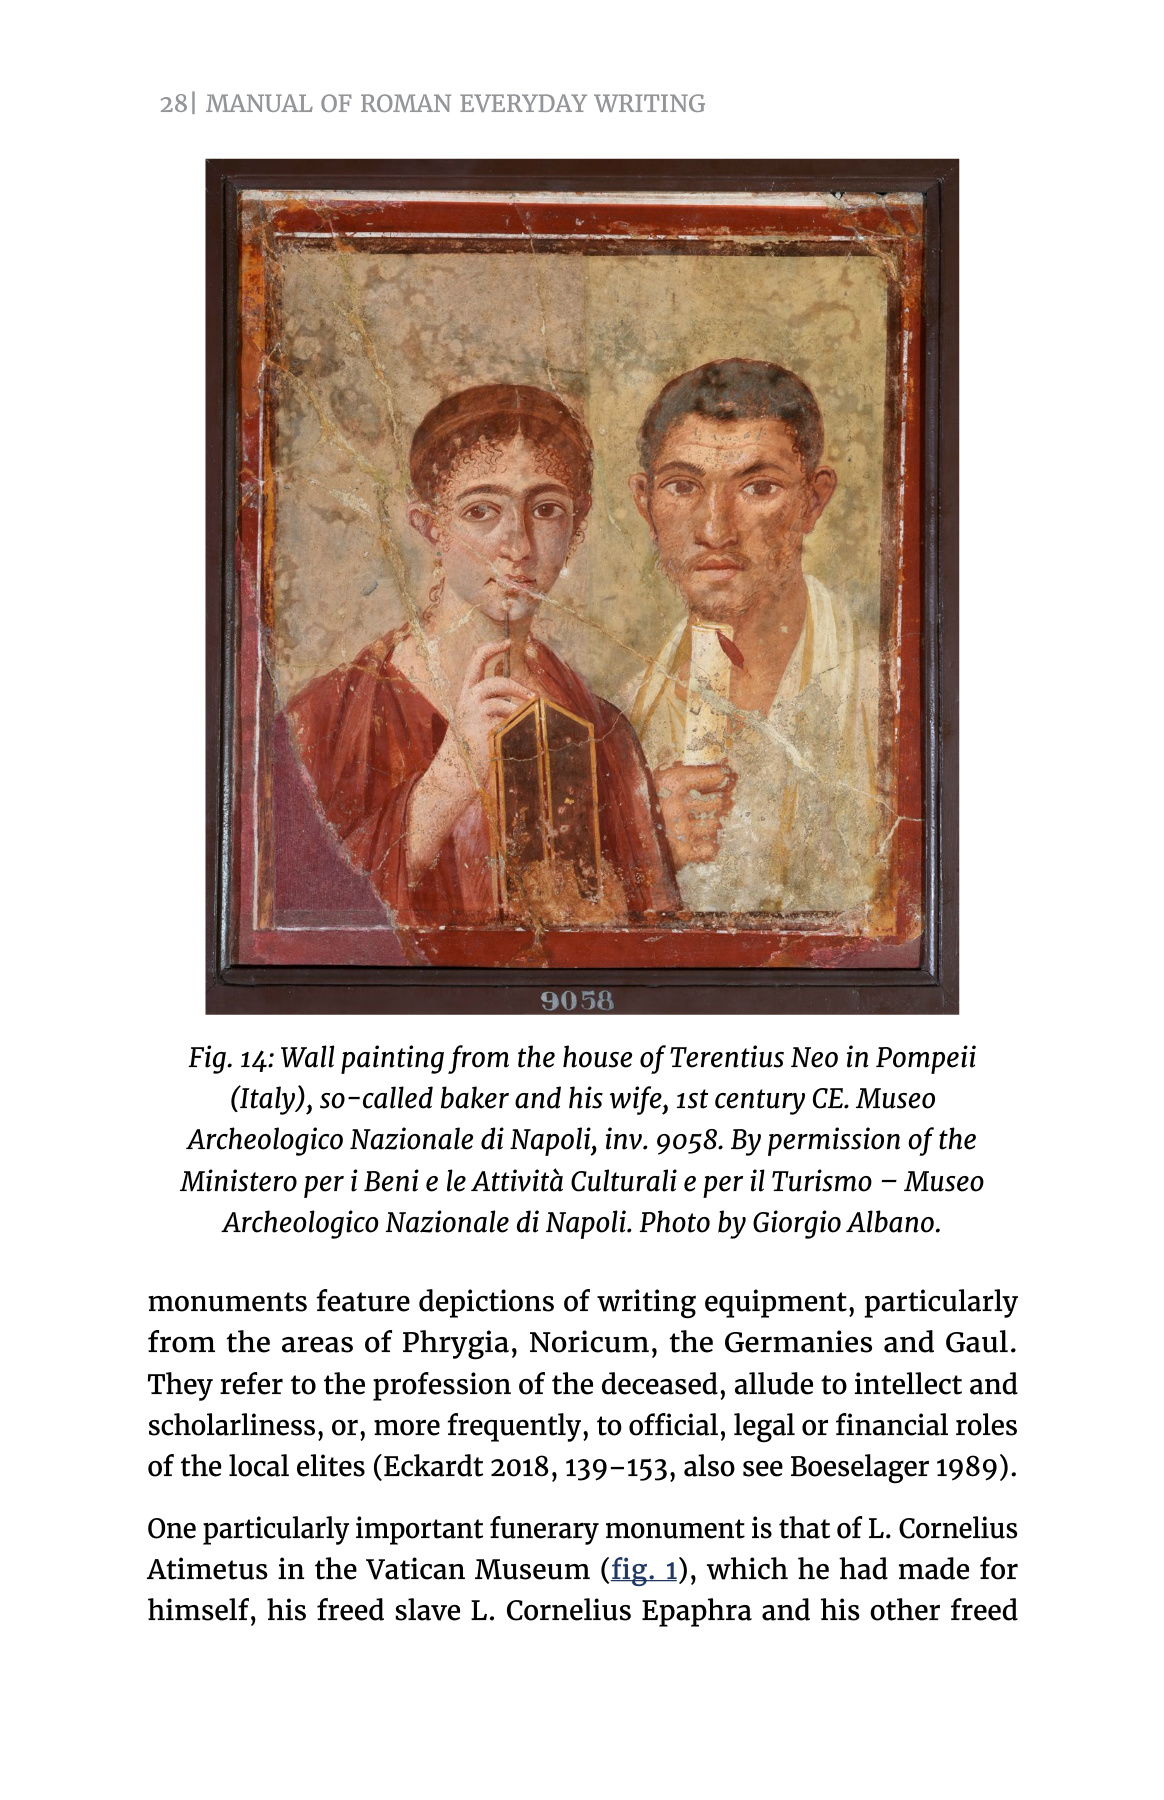 28| MANUAL OF ROMAN EVERYDAY WRITING
9058
Fig. 14: Wall painting from the house of Terentius Neo in Pompeii
(Italy), so-called baker and his wife, 1st century CE. Museo
Archeologico Nazionale di Napoli, inv. 9058. By permission of the
Ministero per i Beni e le Attività Culturali e per il Turismo – Museo
Archeologico Nazionale di Napoli. Photo by Giorgio Albano.
monuments feature depictions of writing equipment, particularly
from the areas of Phrygia, Noricum, the Germanies and Gaul.
They refer to the profession of the deceased, allude to intellect and
scholarliness, or, more frequently, to official, legal or financial roles
of the local elites (Eckardt 2018, 139–153, also see Boeselager 1989).
One particularly important funerary monument is that of L. Cornelius
Atimetus in the Vatican Museum (fig. 1), which he had made for
himself, his freed slave L. Cornelius Epaphra and his other freed